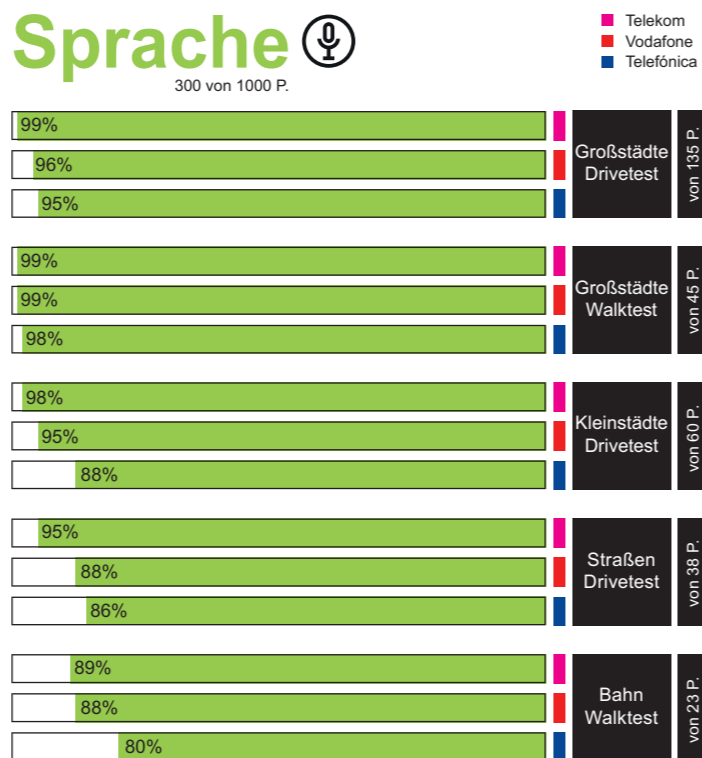 Sprache
300 von 1000 P.
Telekom
Vodafone
Telefónica
99%
96%
95%
Großstädte
Drivetest
von 135 P.
99%
99%
98%
Großstädte
Walktest
von 45 P.
98%
95%
88%
Kleinstädte
Drivetest
von 60 P.
95%
88%
86%
Straßen
Drivetest
von 38 P.
89%
88%
80%
Bahn
Walktest
von 23 P.